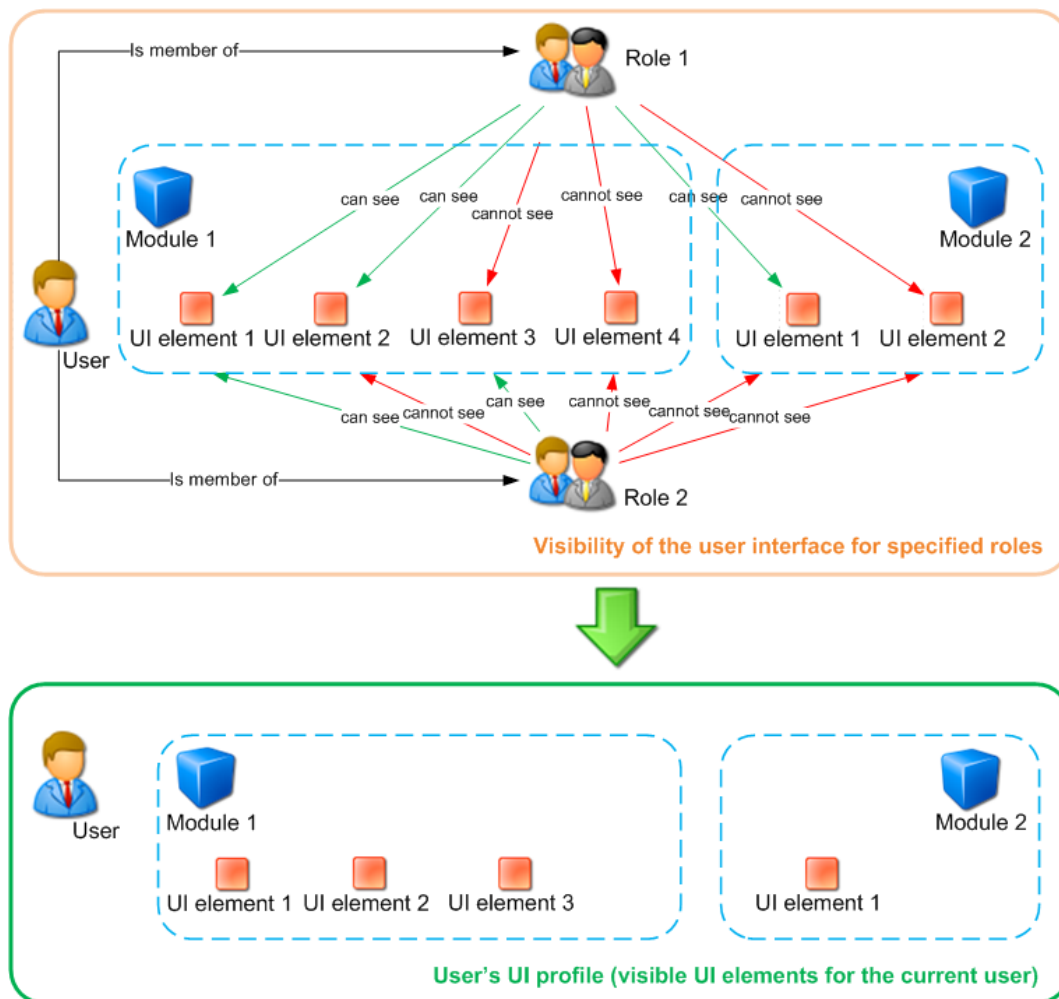 Is member of
Role 1
can see
can see
cannot see
cannot see
can see
cannot see
Module 1
Module 2
User
UI element 1
UI element 2
UI element 3
UI element 4
UI element 1
UI element 2
can see
cannot see
can see
cannot see
cannot see
cannot see
Is member of
Role 2
Visibility of the user interface for specified roles
User
Module 1
Module 2
UI element 1
UI element 2
UI element 3
UI element 1
User's UI profile (visible UI elements for the current user)